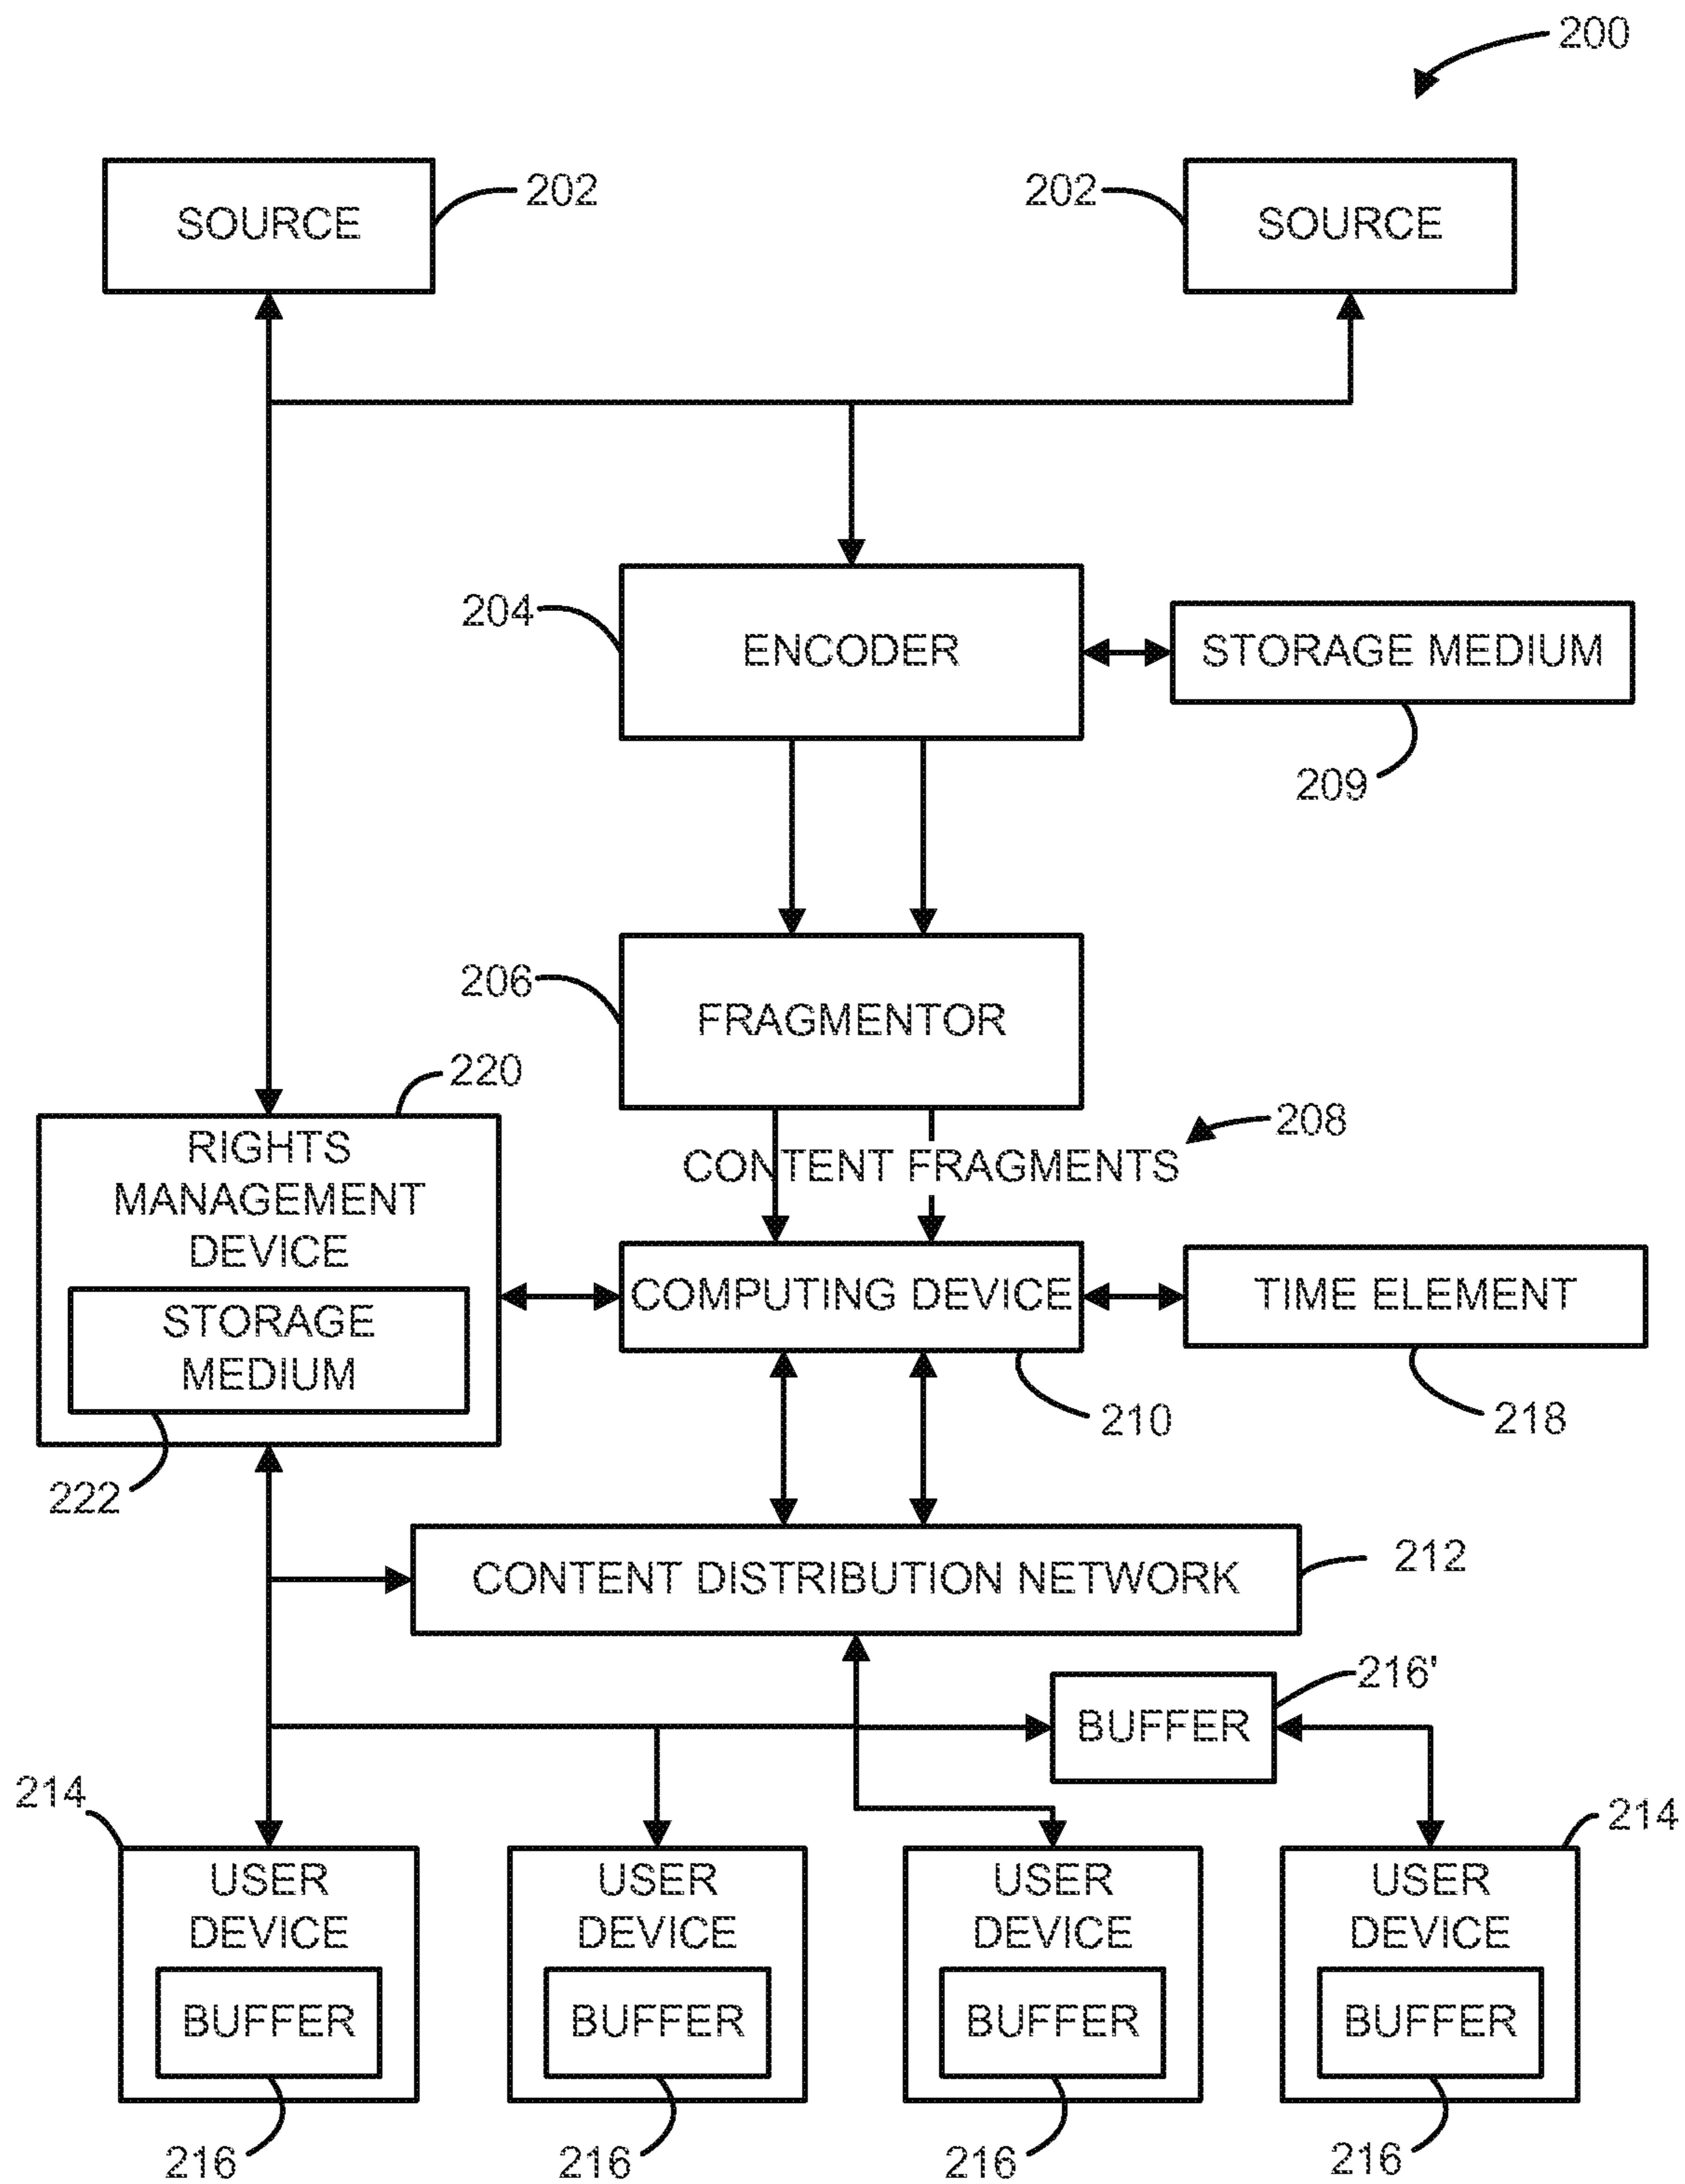 200
SOURCE
202
202
SOURCE
204
ENCODER
STORAGE MEDIUM
209
206
FRAGMENTOR
220
208
RIGHTS
MANAGEMENT
DEVICE
CONTENT FRAGMENTS
STORAGE
MEDIUM
COMPUTING DEVICE
TIME ELEMENT
210
218
222
CONTENT DISTRIBUTION NETWORK
212
216'
BUFFER
214
214
USER
DEVICE
BUFFER
USER
DEVICE
BUFFER
USER
DEVICE
BUFFER
USER
DEVICE
BUFFER
216
216
216
216